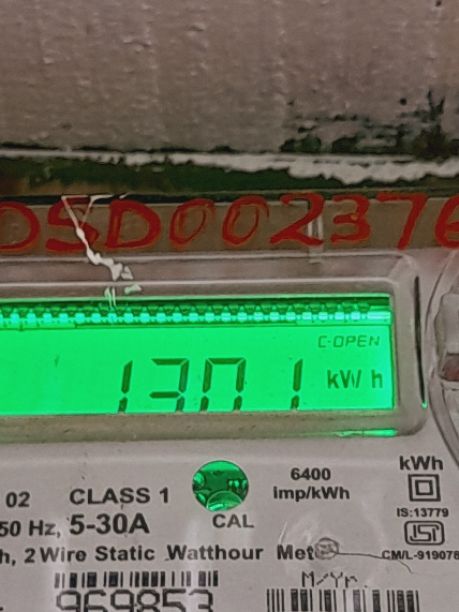 DSD002376
C-OPEN
1301 kW h
02 CLASS 1 6400 kWh
50 Hz, 5-30A CAL imp/kWh IS:13779
h, 2 Wire Static Watthour Met CM/L-919078
M/Yr.
969853